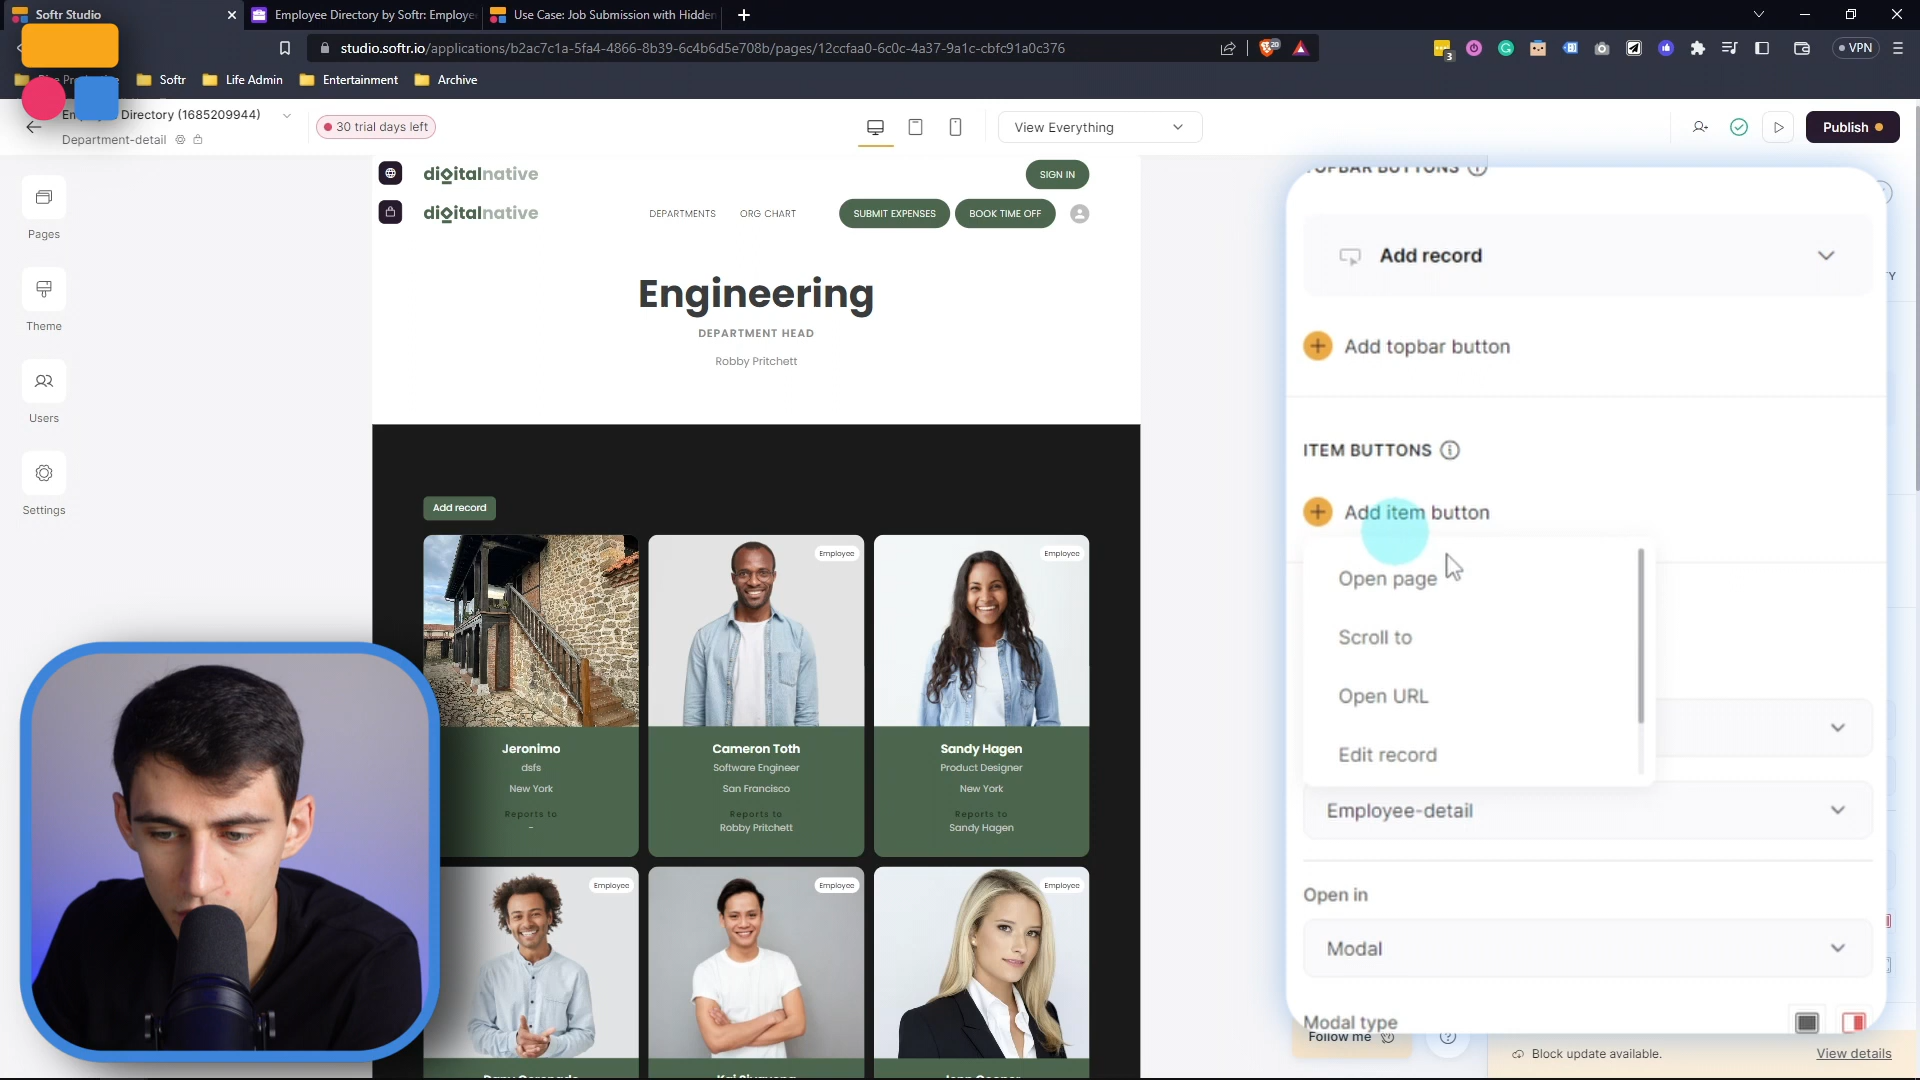 Softr Studio
Employee Directory by Softr: Employe
Use Case: Job Submission with Hidden
studio.softr.io/applications/b2ac7c1a-5fa4-4866-8b39-6c4b6d5e708b/pages/12ccfaa0-6c0c-4a37-9a1c-cbfc91a0c376
3
20
VPN
Softr
Life Admin
Entertainment
Archive
Directory (1685209944)
Department-detail
30 trial days left
View Everything
Publish
Pages
Theme
Users
Settings
digitalnative
SIGN IN
digitalnative
DEPARTMENTS
ORG CHART
SUBMIT EXPENSES
BOOK TIME OFF
Engineering
DEPARTMENT HEAD
Robby Pritchett
Add record
Employee
Employee
Jeronimo
dsfs
New York
Reports to
-
Cameron Toth
Software Engineer
San Francisco
Reports to
Robby Pritchett
Sandy Hagen
Product Designer
New York
Reports to
Sandy Hagen
Employee
Employee
Employee
TOPBAR BUTTONS
Add record
Add topbar button
ITEM BUTTONS
Add item button
Open page
Scroll to
Open URL
Edit record
Employee-detail
Open in
Modal
Modal type
Follow me
Block update available.
View details